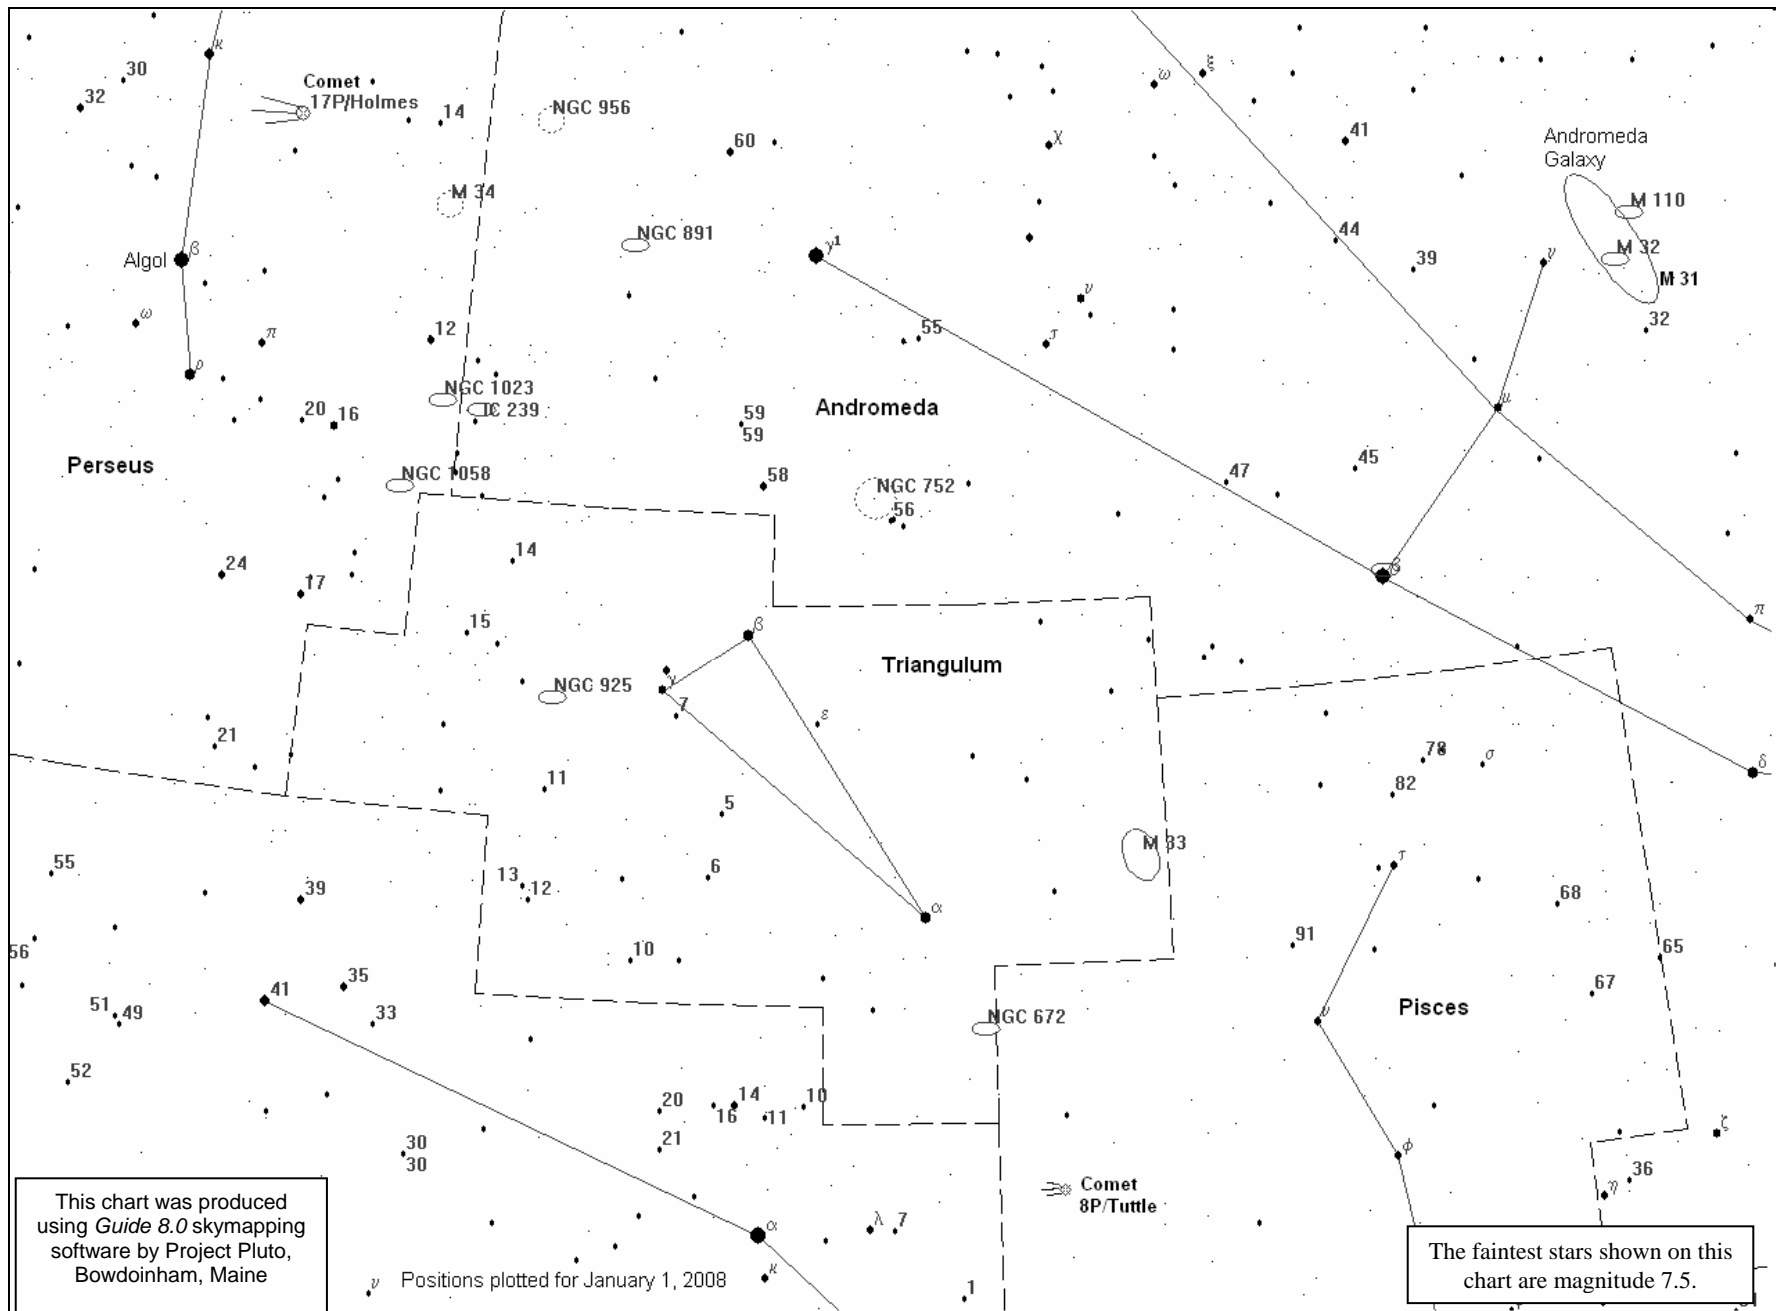 κ
30
32
Comet
17P/Holmes
14
NGC 956
60
χ
ω
ξ
41
Andromeda
Galaxy
M 110
M 34
NGC 891
γ¹
44
39
M 32
ν
M 31
Algol
β
ω
π
12
55
υ
τ
32
ρ
NGC 1023
IC 239
20
16
59
59
Andromeda
μ
Perseus
NGC 1058
58
NGC 752
56
47
45
24
17
14
β
15
β
π
Triangulum
NGC 925
γ
7
ε
21
11
5
78
σ
82
δ
M 33
55
39
13
12
6
α
τ
68
56
10
91
65
41
35
33
51
49
NGC 672
υ
67
Pisces
52
20
14
16
11
10
30
30
21
φ
ζ
36
η
Comet
8P/Tuttle
α
λ
7
κ
ν
1
Positions plotted for January 1, 2008
This chart was produced
using Guide 8.0 skymapping
software by Project Pluto,
Bowdoinham, Maine
The faintest stars shown on this
chart are magnitude 7.5.